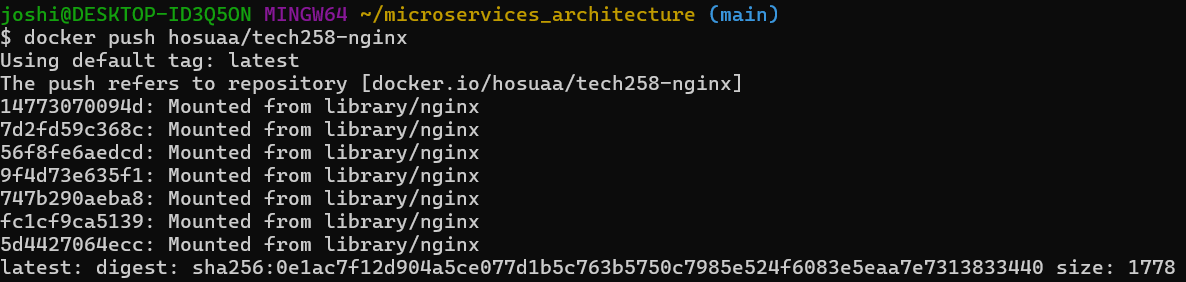 joshi@DESKTOP-ID3Q5ON MINGW64 ~/microservices_architecture (main)
$ docker push hosuaa/tech258-nginx
Using default tag: latest
The push refers to repository [docker.io/hosuaa/tech258-nginx]
14773070094d: Mounted from library/nginx
7d2fd59c368c: Mounted from library/nginx
56f8fe6aedcd: Mounted from library/nginx
9f4d73e635f1: Mounted from library/nginx
747b290aeba8: Mounted from library/nginx
fc1cf9ca5139: Mounted from library/nginx
5d4427064ecc: Mounted from library/nginx
latest: digest: sha256:0e1ac7f12d904a5ce077d1b5c763b5750c7985e524f6083e5eaa7e7313833440 size: 1778